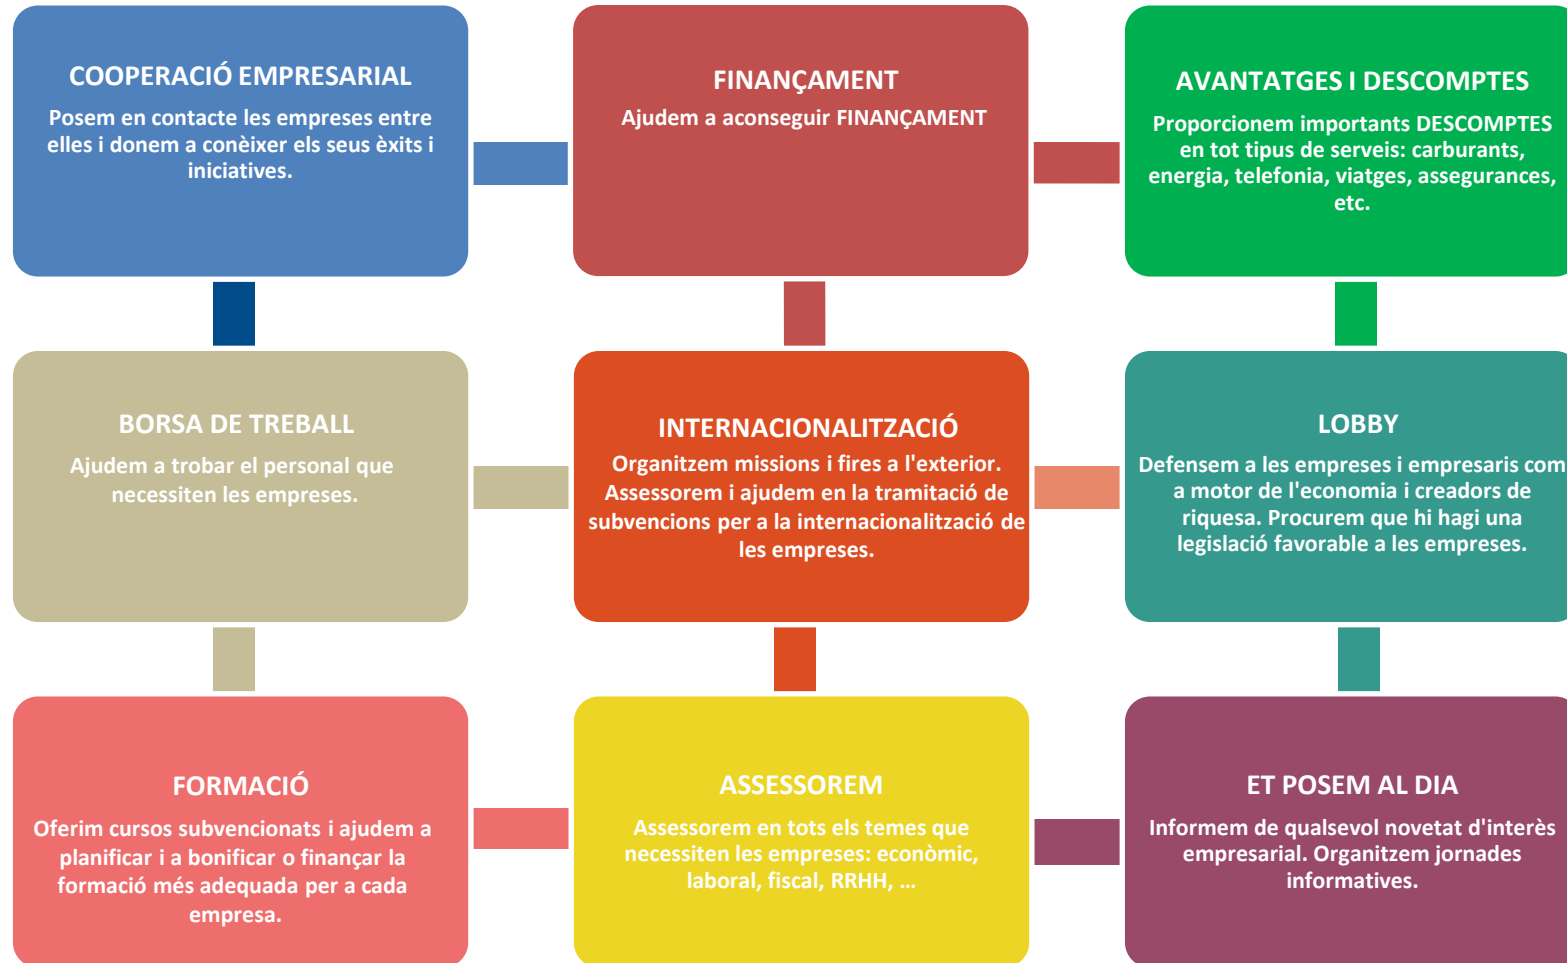 COOPERACIÓ EMPRESARIAL
Posem en contacte les empreses entre
elles i donem a conèixer els seus èxits i
iniciatives.
FINANÇAMENT
Ajudem a aconseguir FINANÇAMENT
AVANTATGES I DESCOMPTES
Proporcionem importants DESCOMPTES
en tot tipus de serveis: carburants,
energia, telefonia, viatges, assegurances,
etc.
BORSA DE TREBALL
Ajudem a trobar el personal que
necessiten les empreses.
INTERNACIONALITZACIÓ
Organitzem missions i fires a l'exterior.
Assessorem i ajudem en la tramitació de
subvencions per a la internacionalització de
les empreses.
LOBBY
Defensem a les empreses i empresaris com
a motor de l'economia i creadors de
riquesa. Procurem que hi hagi una
legislació favorable a les empreses.
FORMACIÓ
Oferim cursos subvencionats i ajudem a
planificar i a bonificar o finançar la
formació més adequada per a cada
empresa.
ASSESSOREM
Assessorem en tots els temes que
necessiten les empreses: econòmic,
laboral, fiscal, RRHH, ...
ET POSEM AL DIA
Informem de qualsevol novetat d'interès
empresarial. Organitzem jornades
informatives.